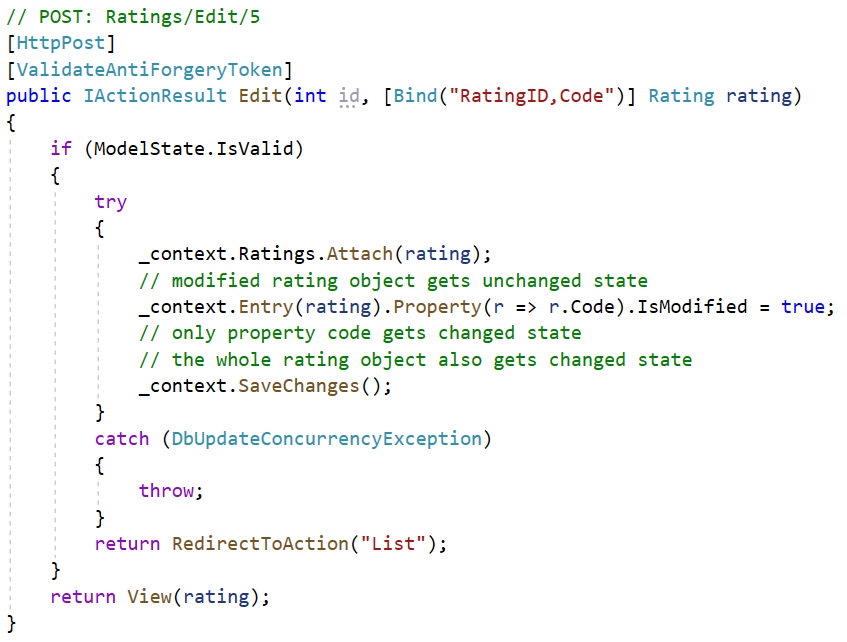 // POST: Ratings/Edit/5
[HttpPost]
[ValidateAntiForgeryToken]
public IActionResult Edit(int id, [Bind("RatingID,Code")] Rating rating)
{
    if (ModelState.IsValid)
    {
        try
        {
            _context.Ratings.Attach(rating);
            // modified rating object gets unchanged state
            _context.Entry(rating).Property(r => r.Code).IsModified = true;
            // only property code gets changed state
            // the whole rating object also gets changed state
            _context.SaveChanges();
        }
        catch (DbUpdateConcurrencyException)
        {
            throw;
        }
        return RedirectToAction("List");
    }
    return View(rating);
}